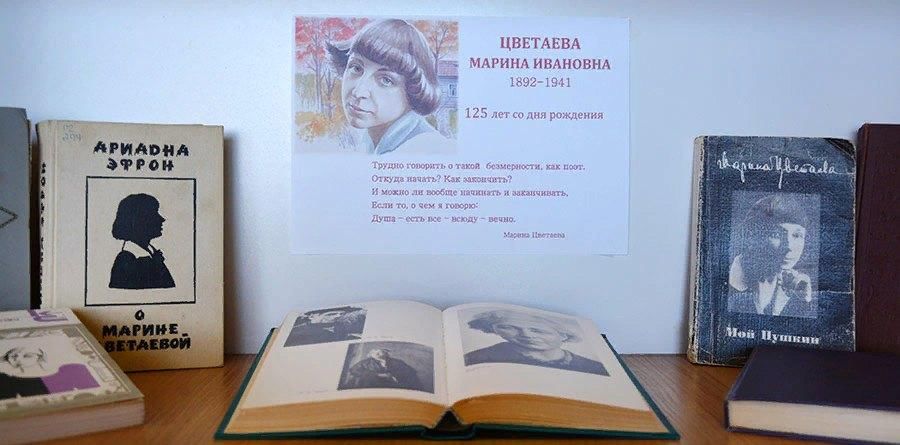 ЦВЕТАЕВА
МАРИНА ИВАНОВНА
1892-1941
125 лет со дня рождения
Трудно говорить о такой безмерности, как поэт.
Откуда начать? Как закончить?
И можно ли вообще начинать и заканчивать,
Если то, о чем я говорю:
Душа – есть все – всюду – вечно.
Марина Цветаева
АРИАДНА
ЭФРОН
О
МАРИНЕ
ВЕТАЕВОЙ
Марина Цветаева
Мой Пушкин